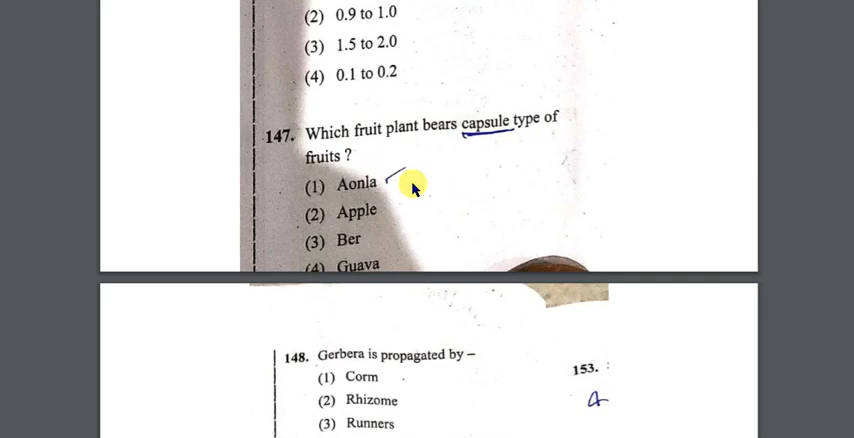 (2) 0.9 to 1.0
(3) 1.5 to 2.0
(4) 0.1 to 0.2
147. Which fruit plant bears capsule type of
fruits ?
(1) Aonla
(2) Apple
(3) Ber
(4) Guava
148. Gerbera is propagated by –
(1) Corm
(2) Rhizome
(3) Runners
153.